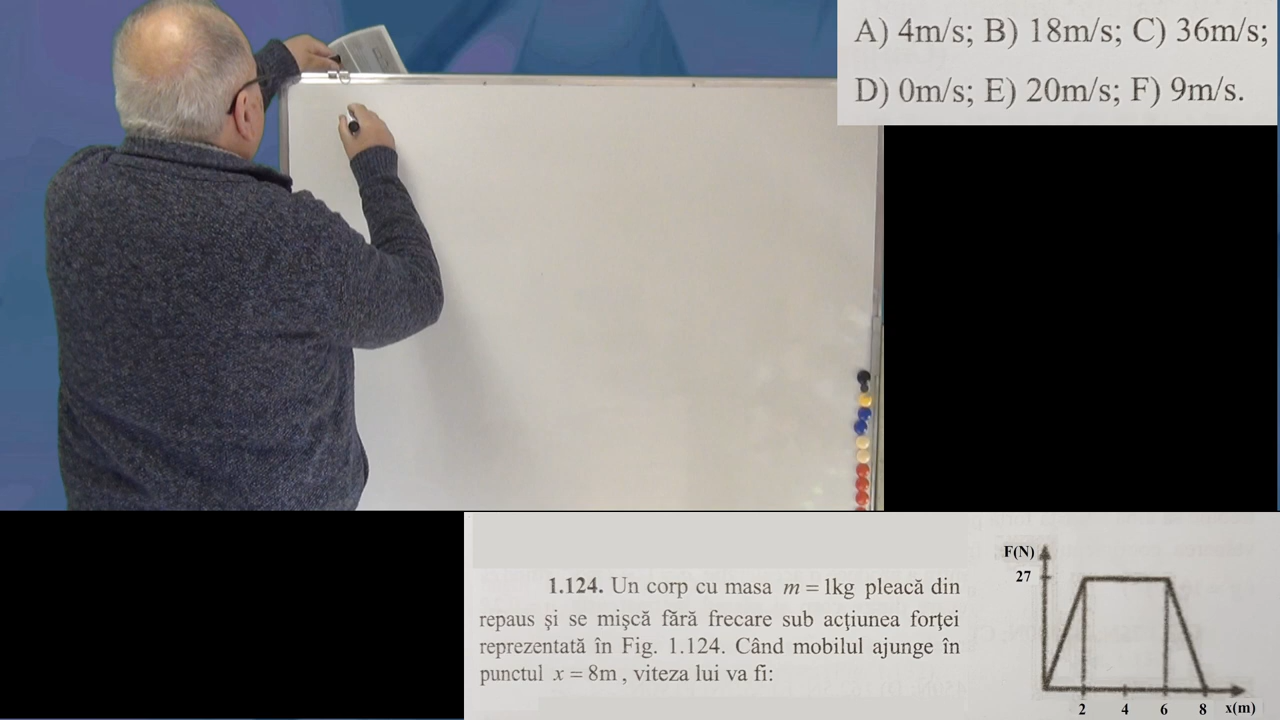 A) 4m/s; B) 18m/s; C) 36m/s;
D) 0m/s; E) 20m/s; F) 9m/s.
1.124. Un corp cu masa m = 1kg pleacă din
repaus și se mișcă fără frecare sub acțiunea forței
reprezentată în Fig. 1.124. Când mobilul ajunge în
punctul x = 8m, viteza lui va fi:
F(N)
27
2 4 6 8 x(m)